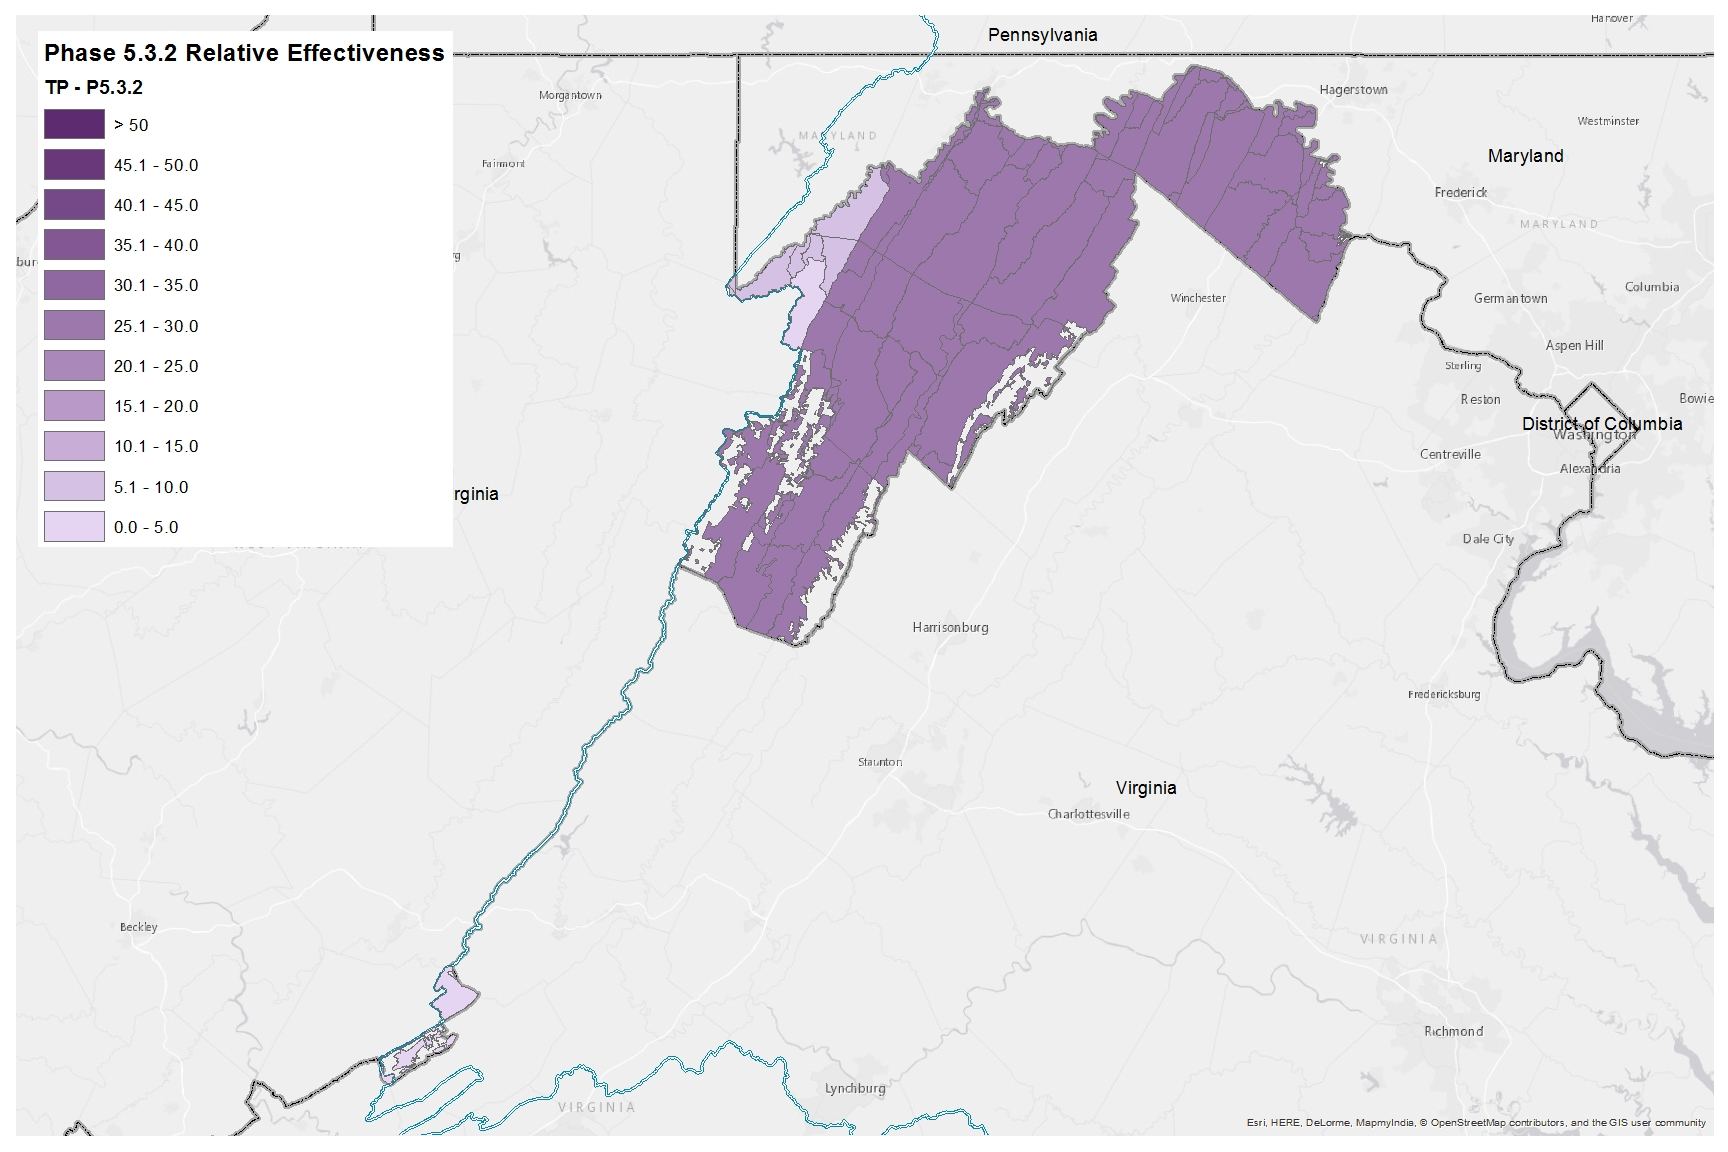 Hanover
Pennsylvania
Phase 5.3.2 Relative Effectiveness
TP - P5.3.2
> 50
45.1 - 50.0
40.1 - 45.0
35.1 - 40.0
30.1 - 35.0
25.1 - 30.0
20.1 - 25.0
15.1 - 20.0
10.1 - 15.0
5.1 - 10.0
0.0 - 5.0
Morgantown
Hagerstown
Westminster
MARYLAND
Fairmont
Maryland
Frederick
MARYLAND
bur
rg
Winchester
Germantown
Columbia
Aspen Hill
Sterling
Reston
Bowie
District of Columbia
Washington
Centreville
Alexandria
rginia
Dale City
Harrisonburg
Fredericksburg
Staunton
Virginia
Charlottesville
Beckley
VIRGINIA
Richmond
Lynchburg
VIRGINIA
Esri, HERE, DeLorme, MapmyIndia, © OpenStreetMap contributors, and the GIS user community